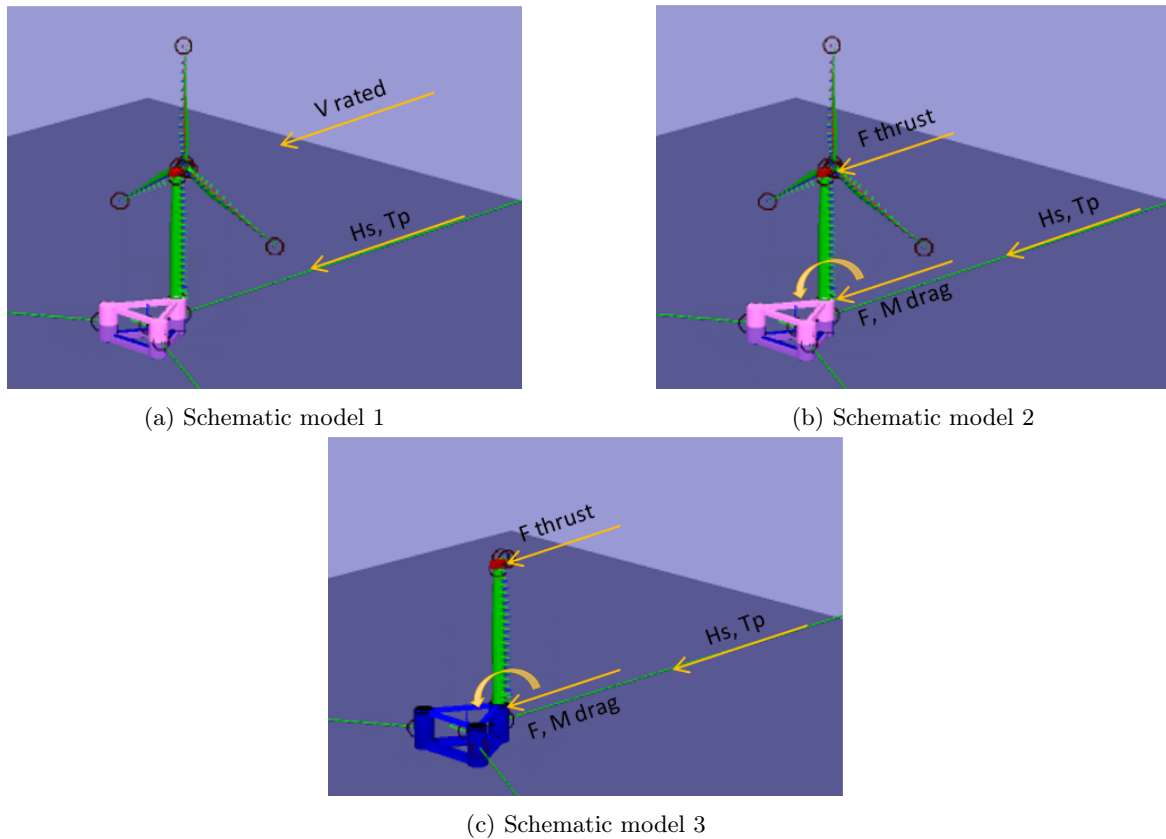 V rated
Hs, Tp
(a) Schematic model 1
F thrust
Hs, Tp
F, M drag
(b) Schematic model 2
F thrust
Hs, Tp
F, M drag
(c) Schematic model 3